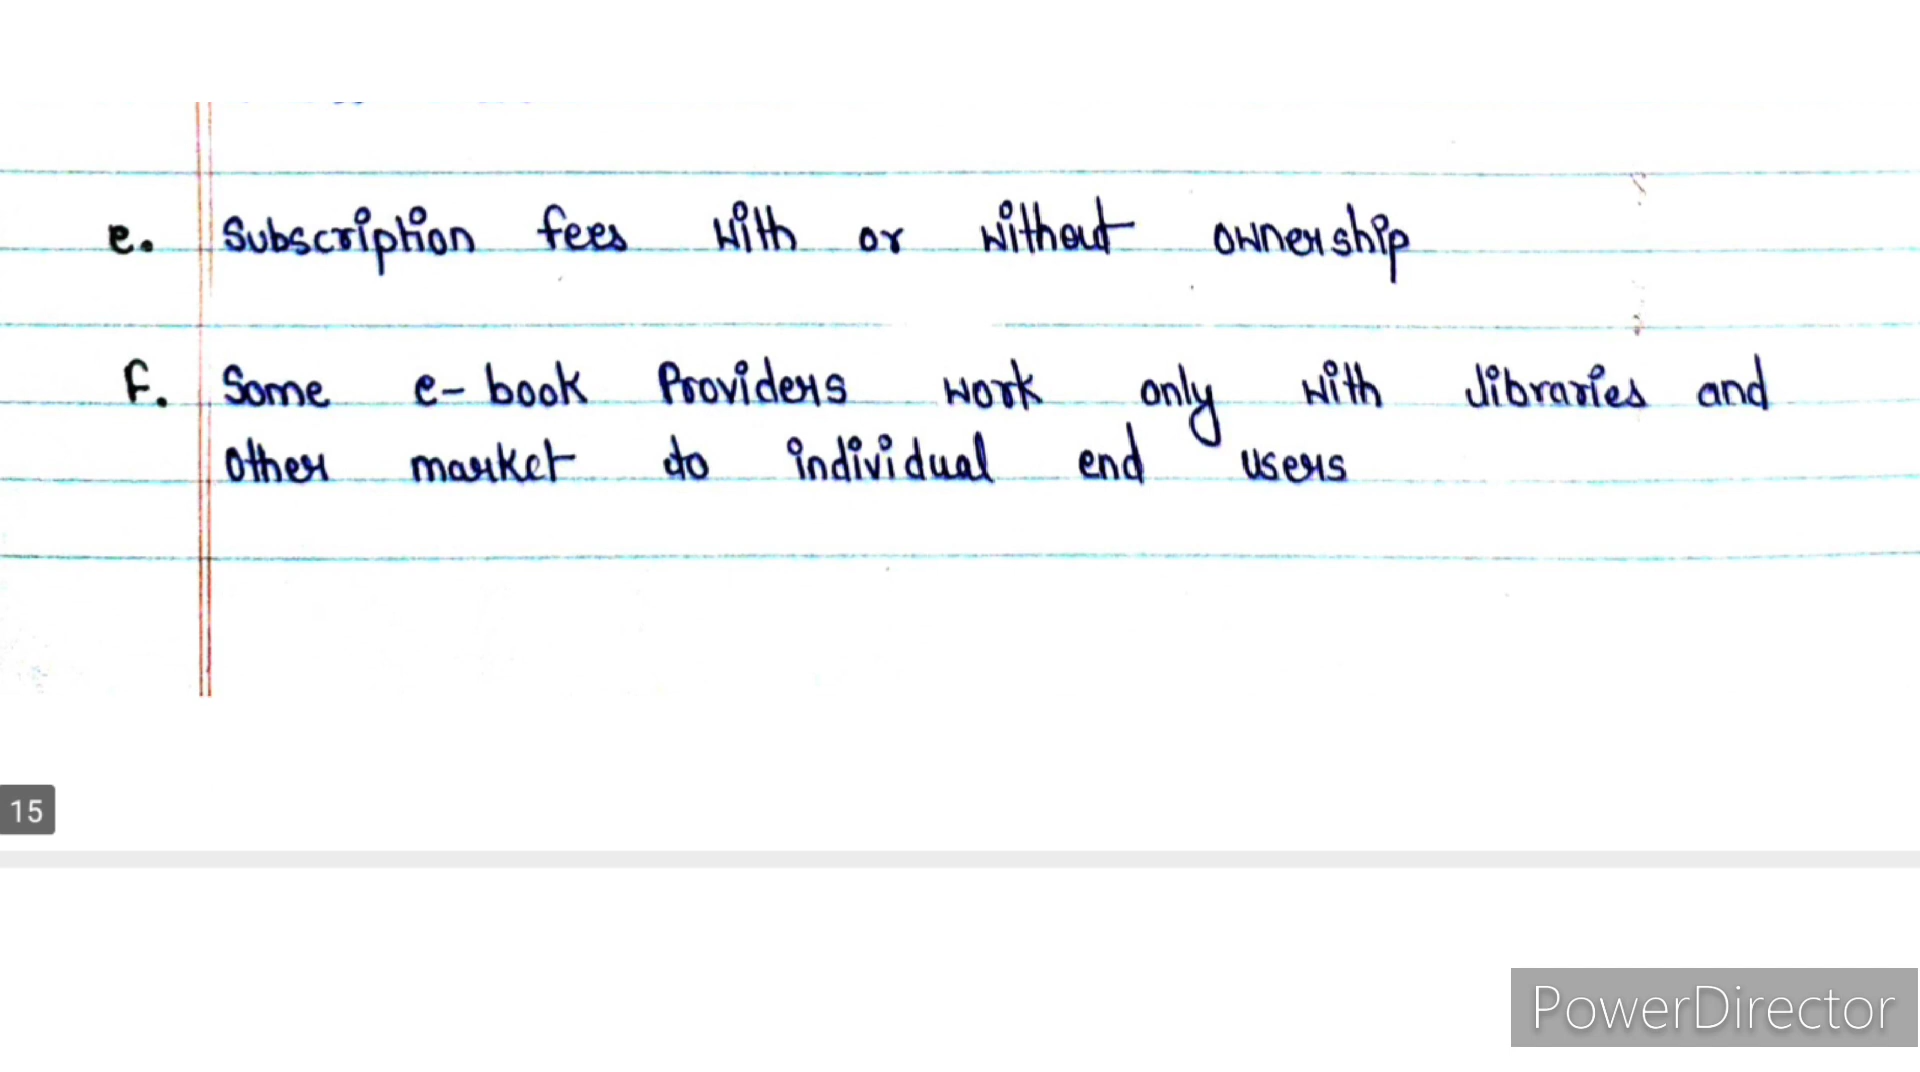 e. Subscription fees with or without ownership
f. Some e-book Providers work only with libraries and
other market to individual end users
15
PowerDirector